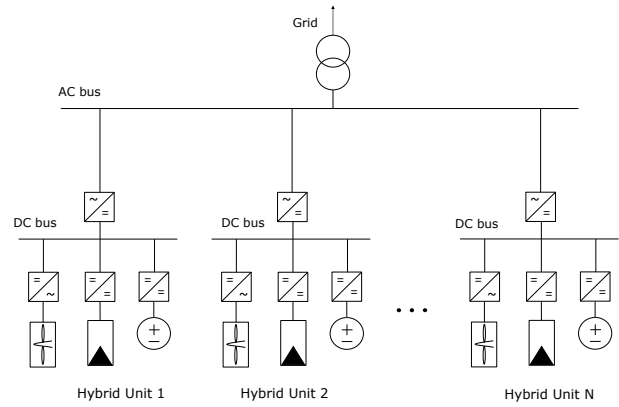 Grid
AC bus
DC bus
DC bus
DC bus
...
Hybrid Unit 1
Hybrid Unit 2
Hybrid Unit N